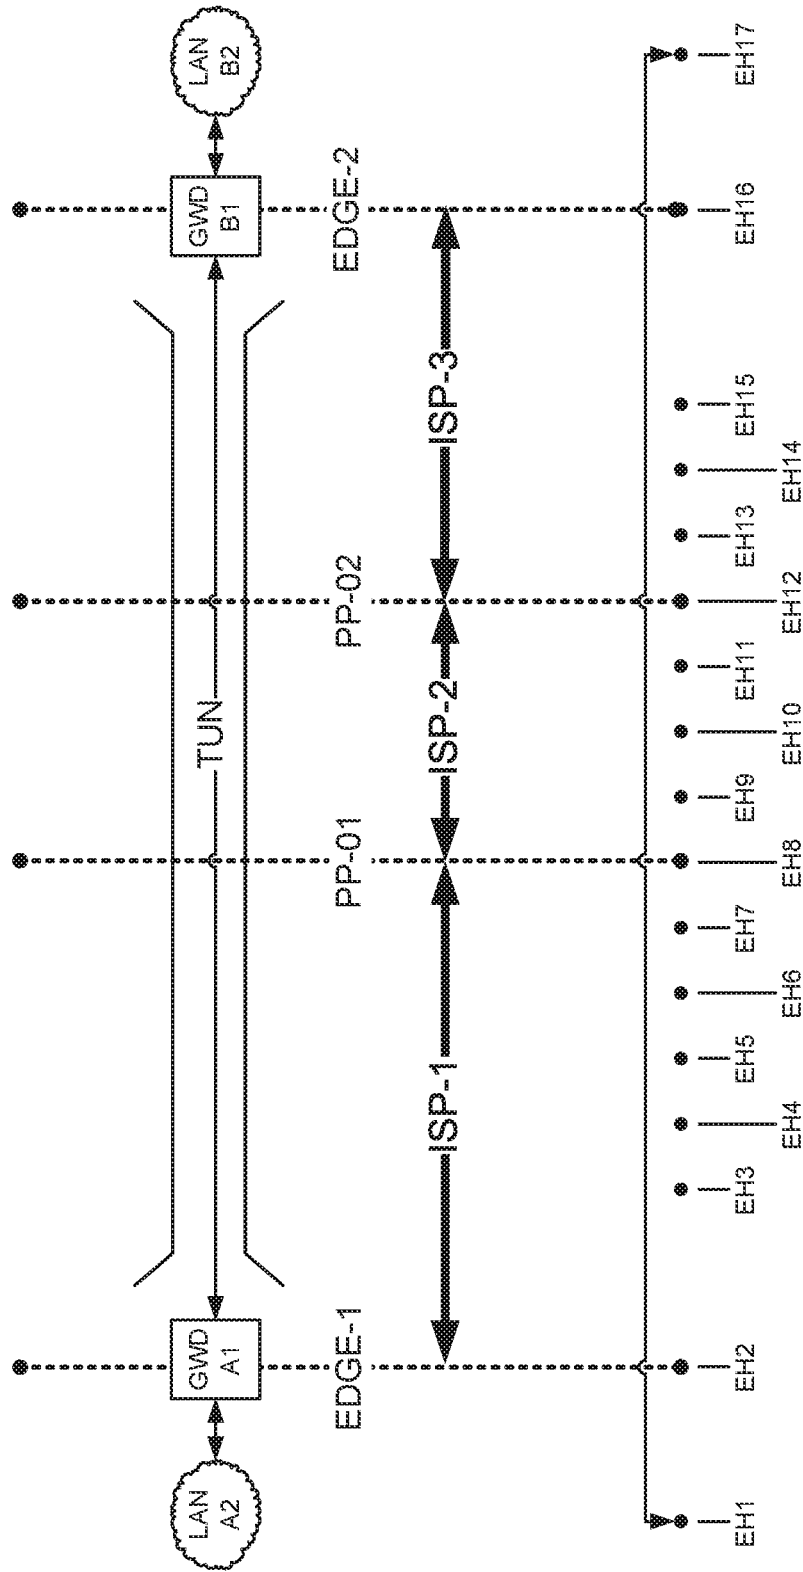 LAN
A2
GWD
A1
TUN
GWD
B1
LAN
B2
EDGE-1
PP-01
PP-02
EDGE-2
ISP-1
ISP-2
ISP-3
EH1
EH2
EH3
EH4
EH5
EH6
EH7
EH8
EH9
EH10
EH11
EH12
EH13
EH14
EH15
EH16
EH17